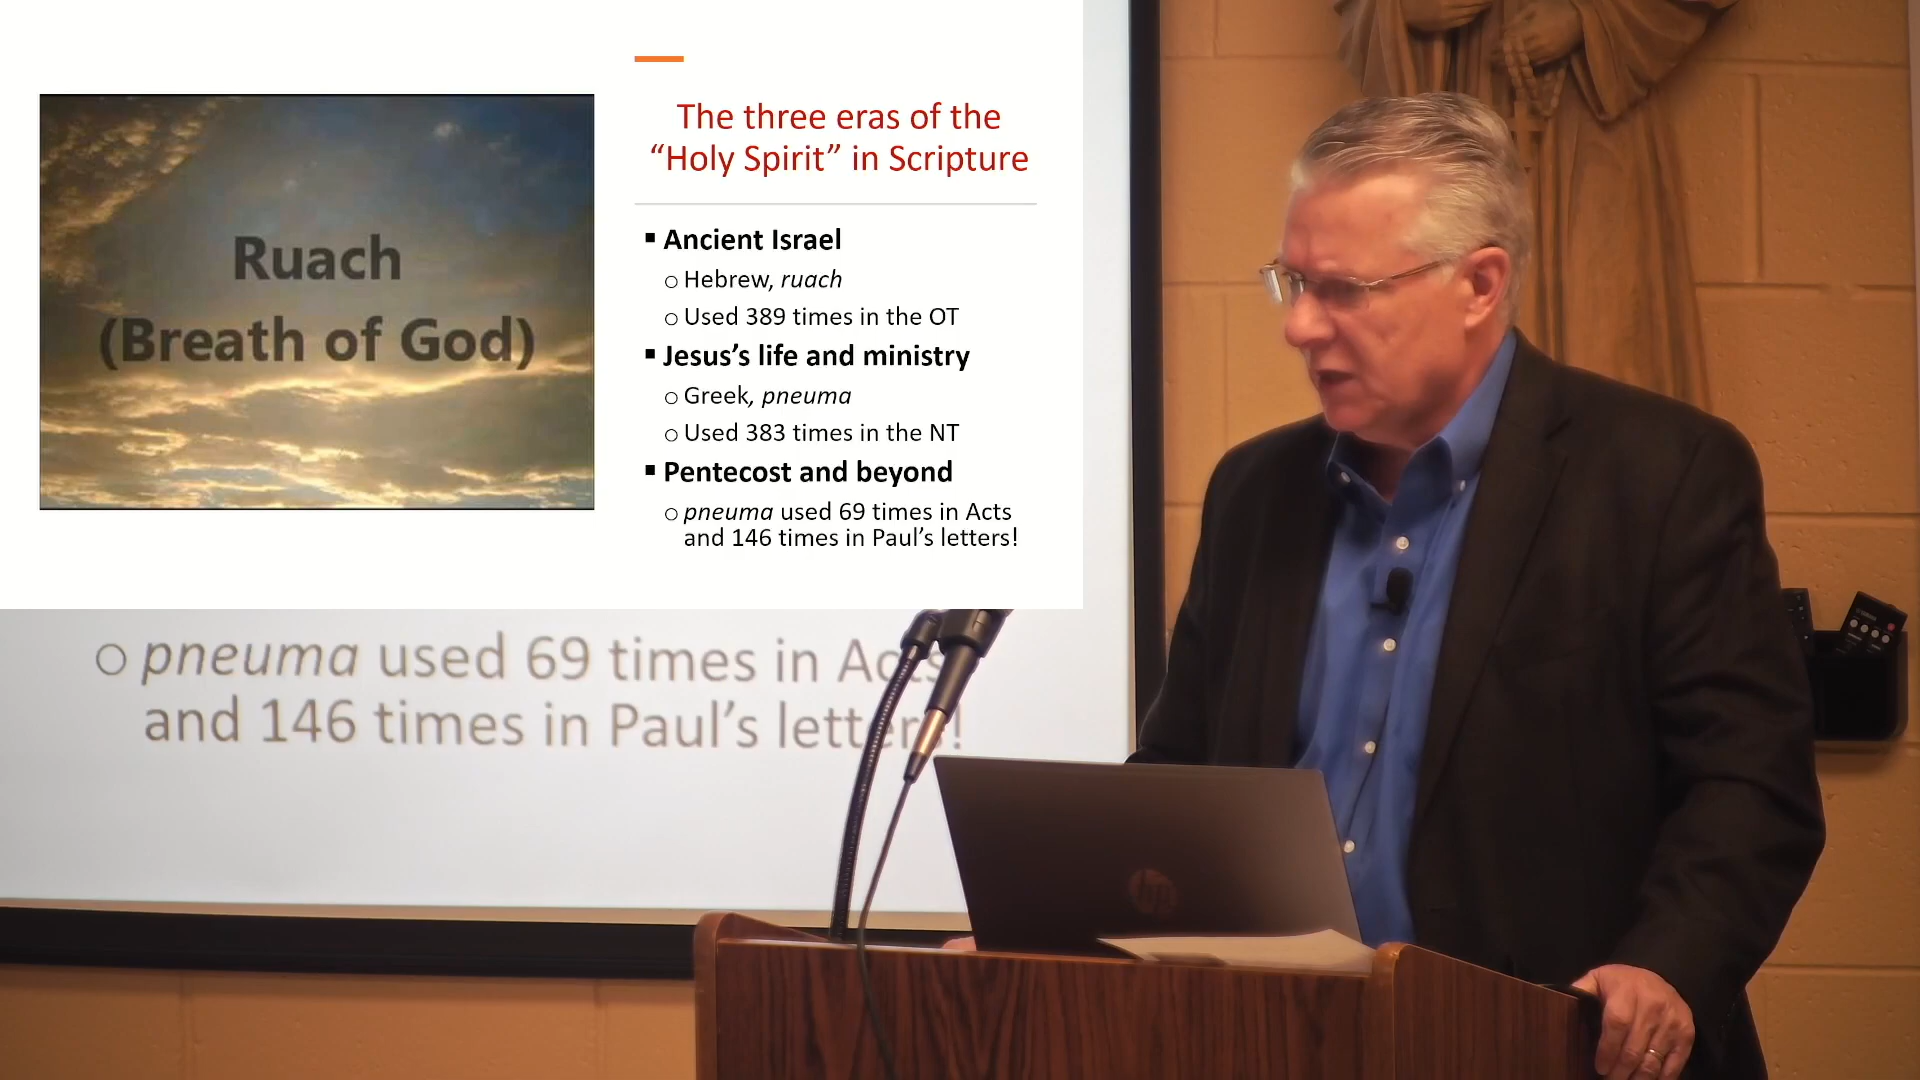 Ruach
(Breath of God)
The three eras of the
“Holy Spirit” in Scripture
▪ Ancient Israel
○ Hebrew, ruach
○ Used 389 times in the OT
▪ Jesus’s life and ministry
○ Greek, pneuma
○ Used 383 times in the NT
▪ Pentecost and beyond
○ pneuma used 69 times in Acts
and 146 times in Paul’s letters!
○ pneuma used 69 times in Acts
and 146 times in Paul’s letters!
hp